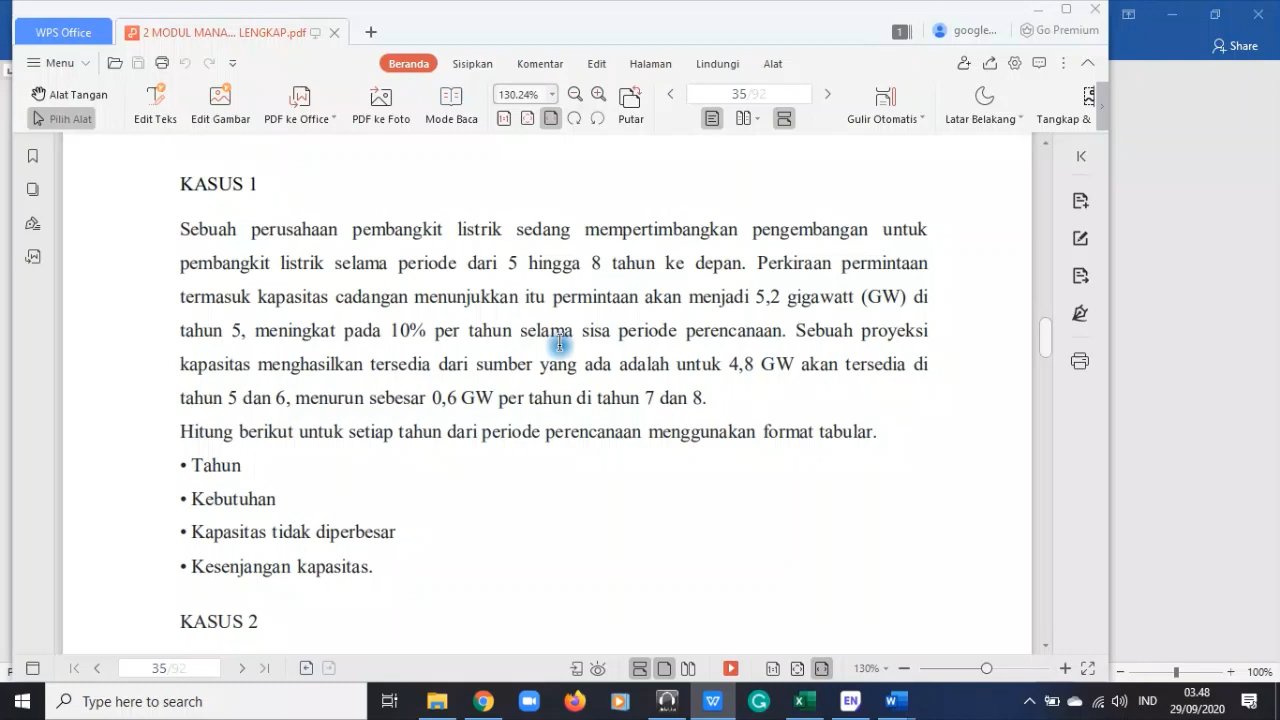 WPS Office
2 MODUL MANA... LENGKAP.pdf
1
google...
Go Premium
Share
Menu
Beranda
Sisipkan
Komentar
Edit
Halaman
Lindungi
Alat
Alat Tangan
Pilih Alat
Edit Teks
Edit Gambar
PDF ke Office
PDF ke Foto
Mode Baca
130.24%
Putar
35/92
Gulir Otomatis
Latar Belakang
Tangkap &
KASUS 1
Sebuah perusahaan pembangkit listrik sedang mempertimbangkan pengembangan untuk
pembangkit listrik selama periode dari 5 hingga 8 tahun ke depan. Perkiraan permintaan
termasuk kapasitas cadangan menunjukkan itu permintaan akan menjadi 5,2 gigawatt (GW) di
tahun 5, meningkat pada 10% per tahun selama sisa periode perencanaan. Sebuah proyeksi
kapasitas menghasilkan tersedia dari sumber yang ada adalah untuk 4,8 GW akan tersedia di
tahun 5 dan 6, menurun sebesar 0,6 GW per tahun di tahun 7 dan 8.
Hitung berikut untuk setiap tahun dari periode perencanaan menggunakan format tabular.
• Tahun
• Kebutuhan
• Kapasitas tidak diperbesar
• Kesenjangan kapasitas.
KASUS 2
35/92
130%
100%
Type here to search
EN
IND
03.48
29/09/2020